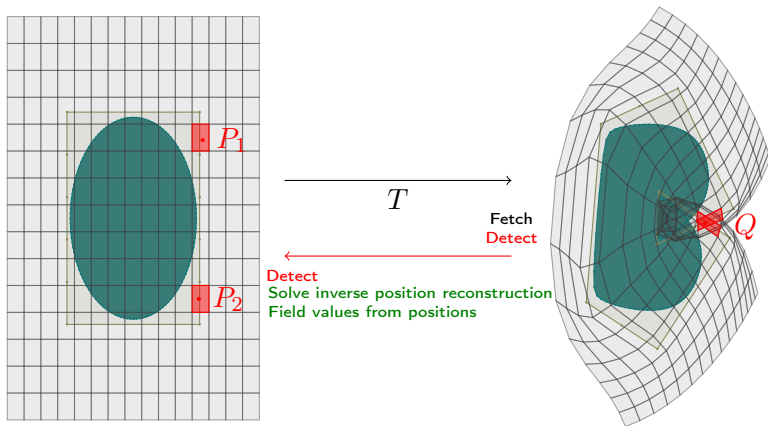 P₁
P₂
T
Fetch
Detect
Detect
Solve inverse position reconstruction
Field values from positions
Q